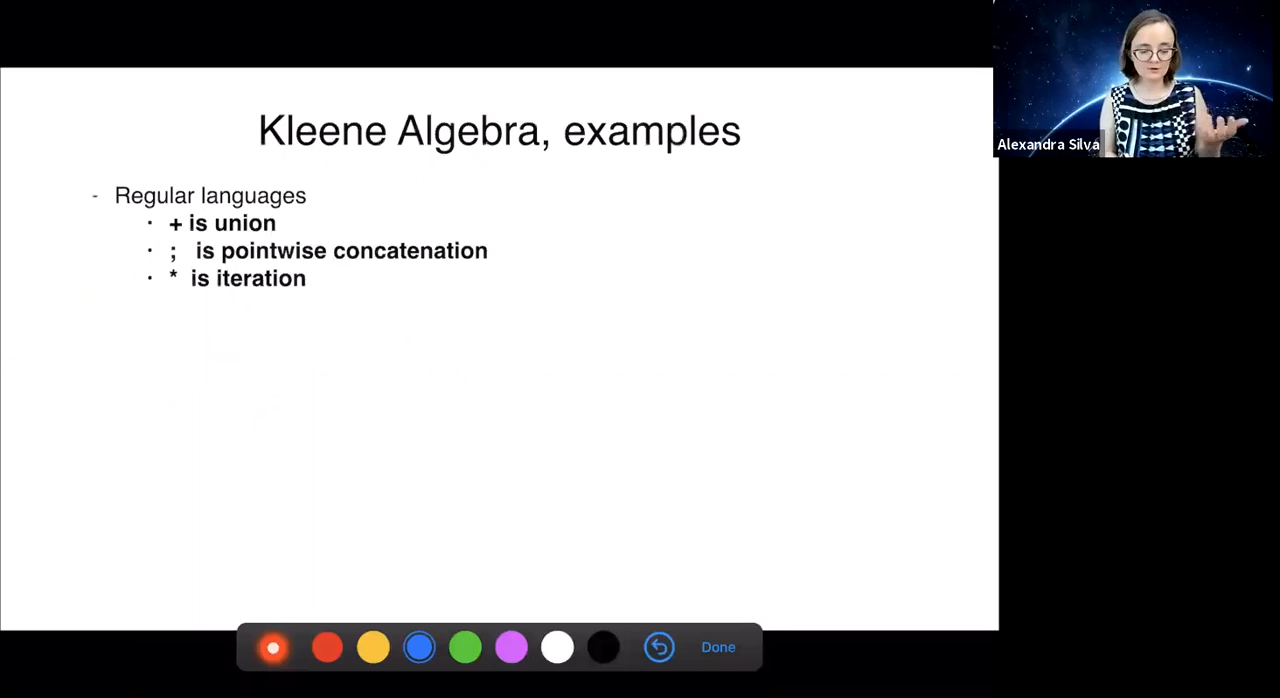 Kleene Algebra, examples
- Regular languages
· + is union
· ; is pointwise concatenation
· * is iteration
Alexandra Silva
Done